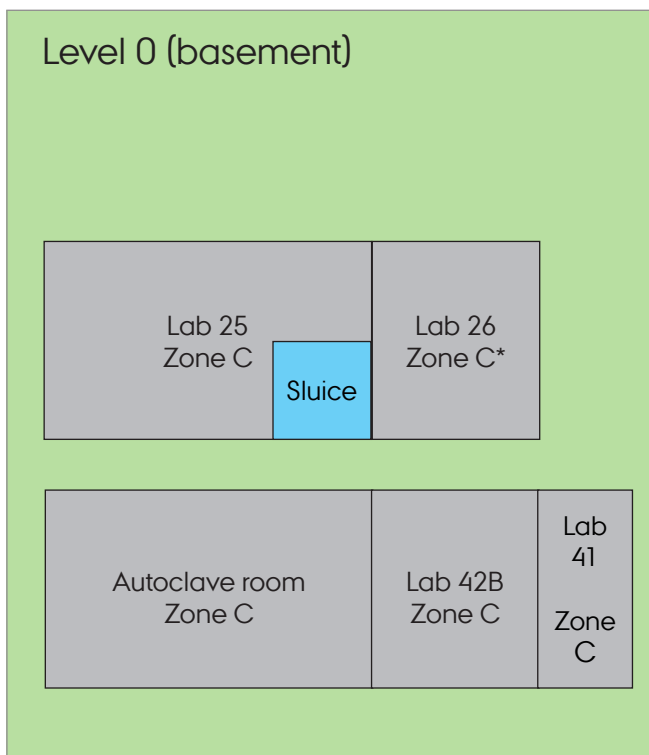 Level 0 (basement)
Lab 25
Zone C
Sluice
Lab 26
Zone C*
Autoclave room
Zone C
Lab 42B
Zone C
Lab
41
Zone
C